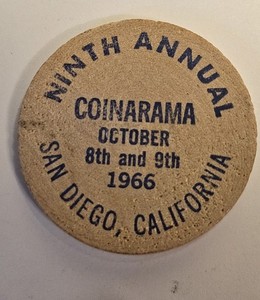 NINTH ANNUAL
COINARAMA
OCTOBER
8th and 9th
1966
SAN DIEGO, CALIFORNIA